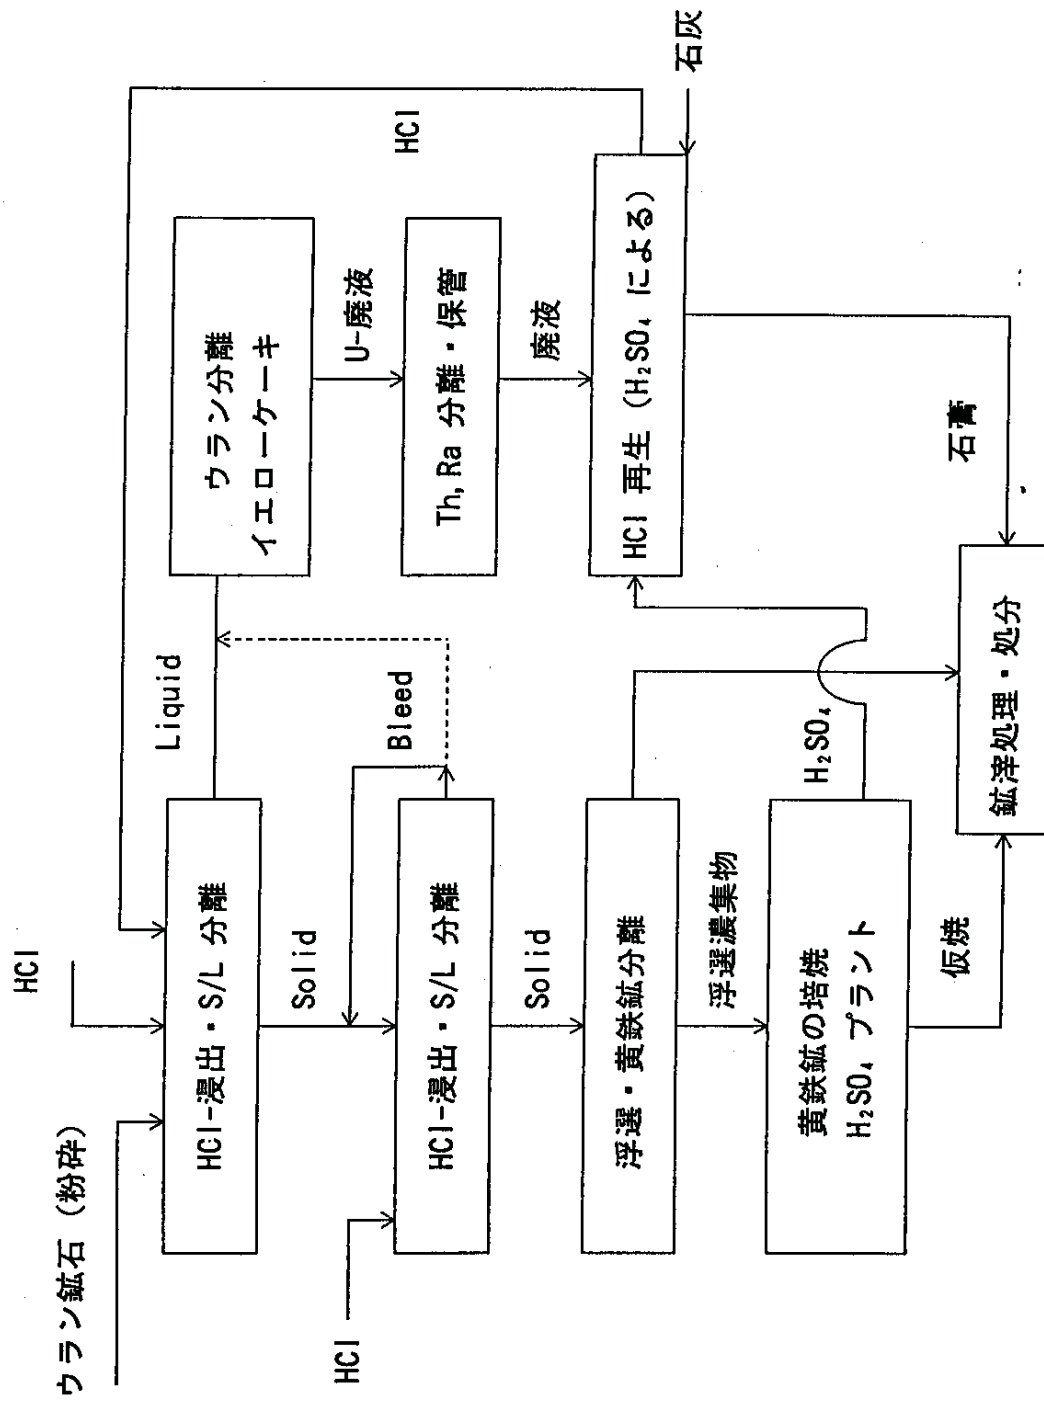 ウラン鉱石（粉砕）
HCl
HCl
HCl-浸出・S/L 分離
Liquid
ウラン分離
イエローケーキ
Solid
U-廃液
HCl
HCl-浸出・S/L 分離
Bleed
Th,Ra 分離・保管
Solid
廃液
浮選・黄鉄鉱分離
HCl 再生（H₂SO₄ による）
石灰
浮選濃集物
黄鉄鉱の培焼
H₂SO₄ プラント
H₂SO₄
仮焼
石膏
鉱滓処理・処分